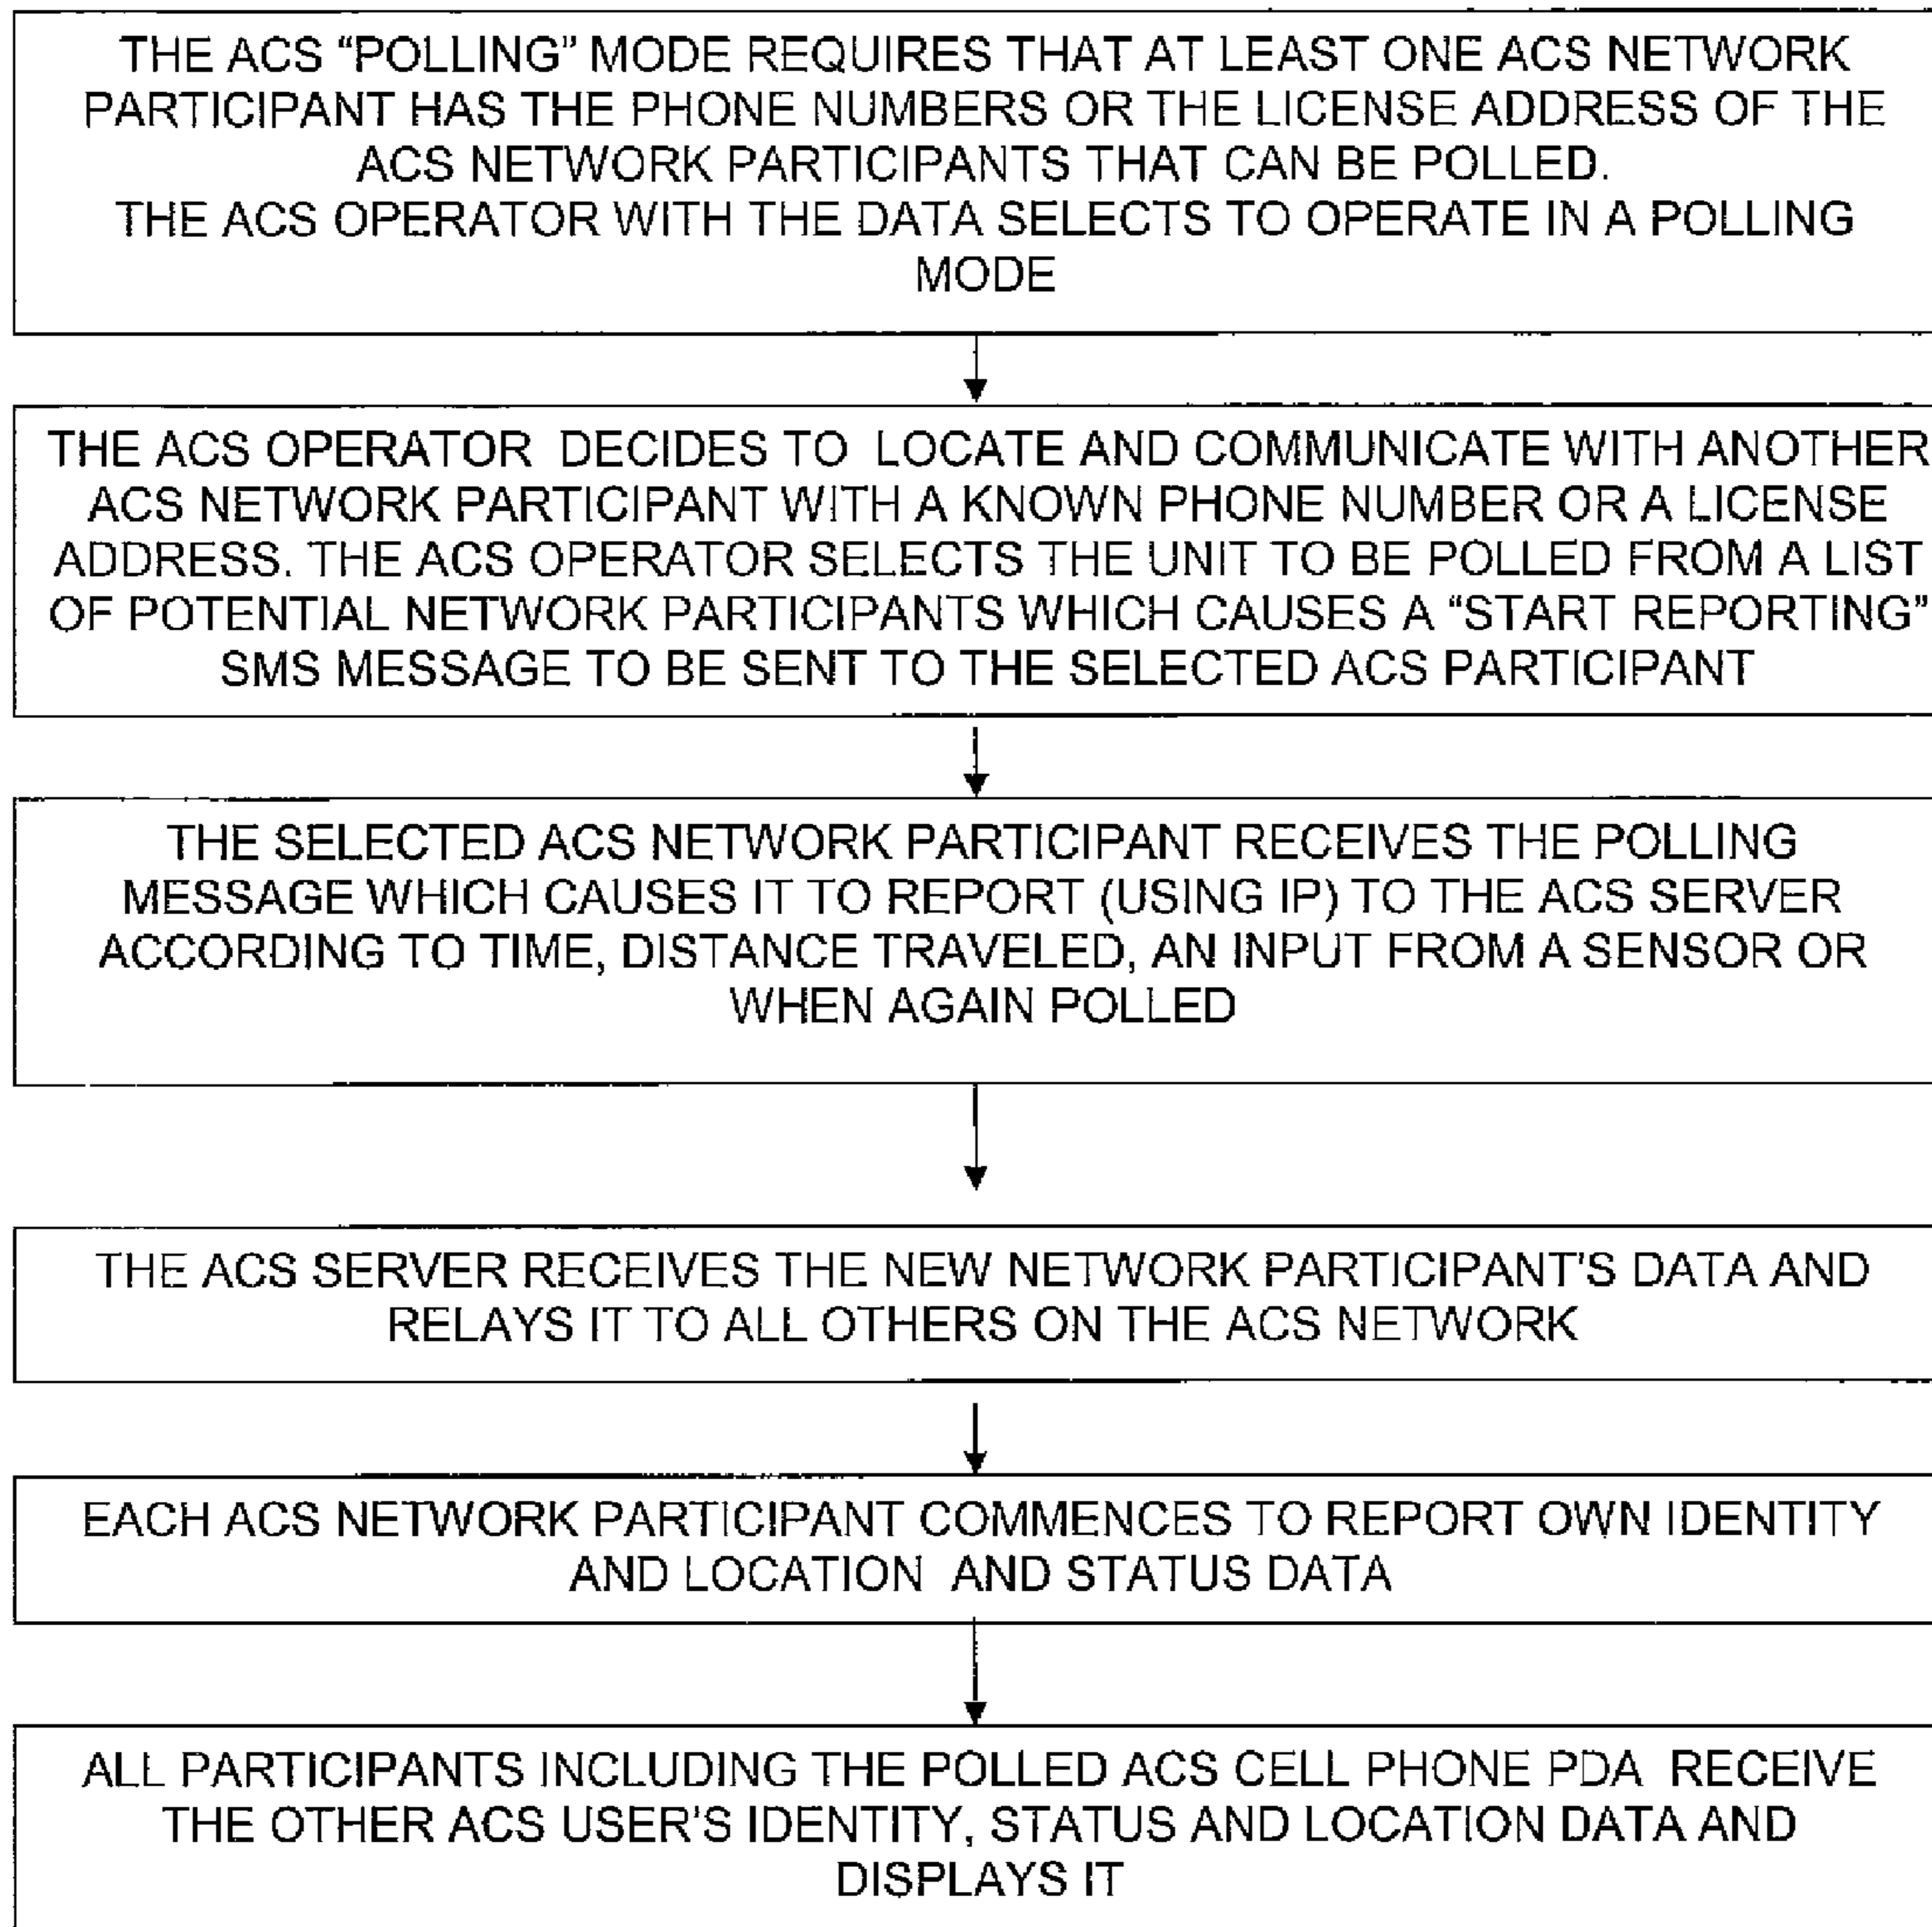 THE ACS “POLLING” MODE REQUIRES THAT AT LEAST ONE ACS NETWORK
PARTICIPANT HAS THE PHONE NUMBERS OR THE LICENSE ADDRESS OF THE
ACS NETWORK PARTICIPANTS THAT CAN BE POLLED.
THE ACS OPERATOR WITH THE DATA SELECTS TO OPERATE IN A POLLING
MODE
THE ACS OPERATOR DECIDES TO LOCATE AND COMMUNICATE WITH ANOTHER
ACS NETWORK PARTICIPANT WITH A KNOWN PHONE NUMBER OR A LICENSE
ADDRESS. THE ACS OPERATOR SELECTS THE UNIT TO BE POLLED FROM A LIST
OF POTENTIAL NETWORK PARTICIPANTS WHICH CAUSES A “START REPORTING”
SMS MESSAGE TO BE SENT TO THE SELECTED ACS PARTICIPANT
THE SELECTED ACS NETWORK PARTICIPANT RECEIVES THE POLLING
MESSAGE WHICH CAUSES IT TO REPORT (USING IP) TO THE ACS SERVER
ACCORDING TO TIME, DISTANCE TRAVELED, AN INPUT FROM A SENSOR OR
WHEN AGAIN POLLED
THE ACS SERVER RECEIVES THE NEW NETWORK PARTICIPANT'S DATA AND
RELAYS IT TO ALL OTHERS ON THE ACS NETWORK
EACH ACS NETWORK PARTICIPANT COMMENCES TO REPORT OWN IDENTITY
AND LOCATION AND STATUS DATA
ALL PARTICIPANTS INCLUDING THE POLLED ACS CELL PHONE PDA RECEIVE
THE OTHER ACS USER'S IDENTITY, STATUS AND LOCATION DATA AND
DISPLAYS IT